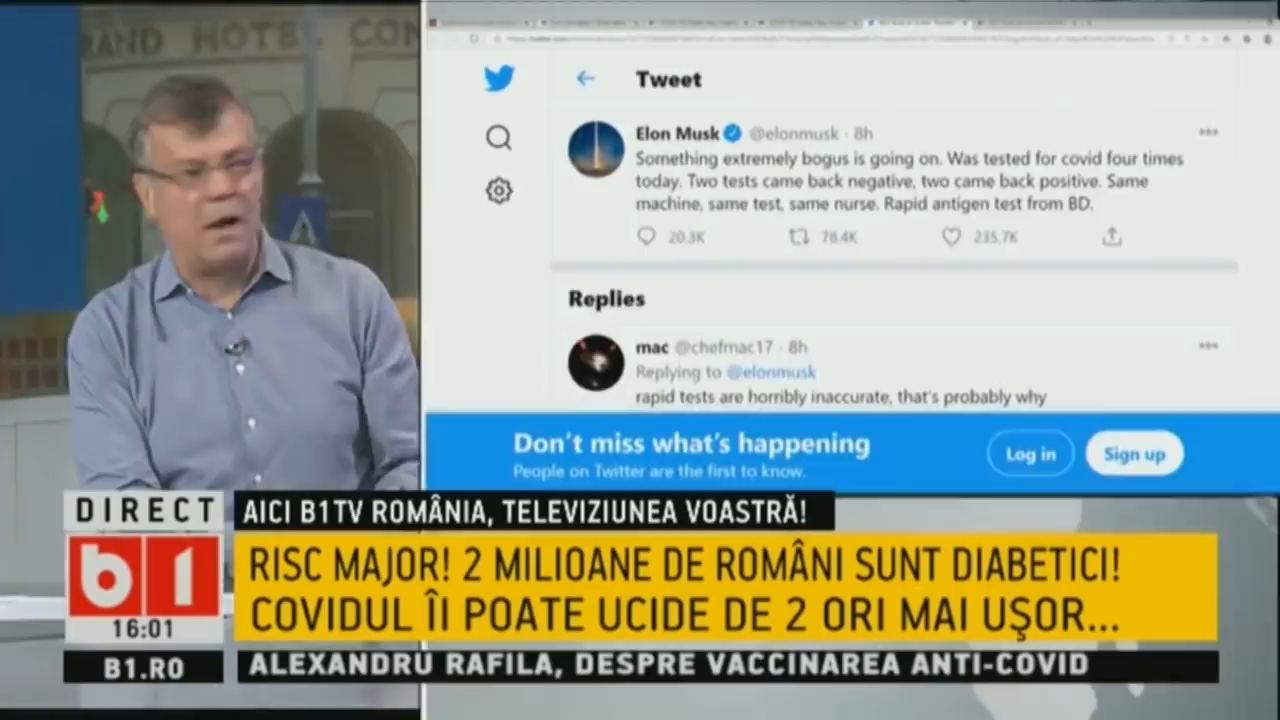 GRAND HOTEL CON
Tweet
Elon Musk @elonmusk · 8h
Something extremely bogus is going on. Was tested for covid four times
today. Two tests came back negative, two came back positive. Same
machine, same test, same nurse. Rapid antigen test from BD.
20.3K 78.4K 235.7K
Replies
mac @chefmac17 · 8h
Replying to @elonmusk
rapid tests are horribly inaccurate, that's probably why
Don't miss what's happening
People on Twitter are the first to know.
Log in
Sign up
DIRECT
AICI B1TV ROMÂNIA, TELEVIZIUNEA VOASTRĂ!
b1
RISC MAJOR! 2 MILIOANE DE ROMÂNI SUNT DIABETICI!
COVIDUL ÎI POATE UCIDE DE 2 ORI MAI UŞOR...
16:01
B1.RO
ALEXANDRU RAFILA, DESPRE VACCINAREA ANTI-COVID